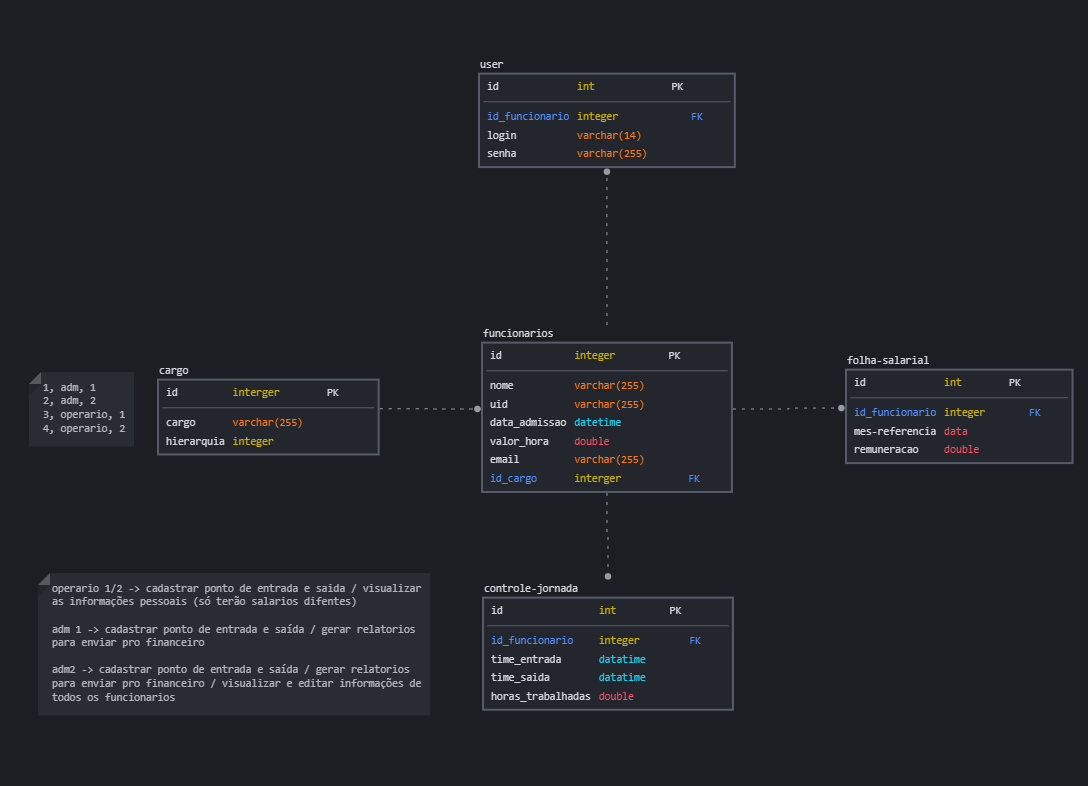 user
id int PK
id_funcionario integer FK
login varchar(14)
senha varchar(255)
funcionarios
id integer PK
nome varchar(255)
uid varchar(255)
data_admissao datetime
valor_hora double
email varchar(255)
id_cargo interger FK
folha-salarial
id int PK
id_funcionario integer FK
mes-referencia data
remuneracao double
cargo
id interger PK
cargo varchar(255)
hierarquia integer
1, adm, 1
2, adm, 2
3, operario, 1
4, operario, 2
operario 1/2 -> cadastrar ponto de entrada e saida / visualizar
as informações pessoais (só terão salarios difentes)
adm 1 -> cadastrar ponto de entrada e saída / gerar relatorios
para enviar pro financeiro
adm2 -> cadastrar ponto de entrada e saída / gerar relatorios
para enviar pro financeiro / visualizar e editar informações de
todos os funcionarios
controle-jornada
id int PK
id_funcionario integer FK
time_entrada datatime
time_saida datatime
horas_trabalhadas double